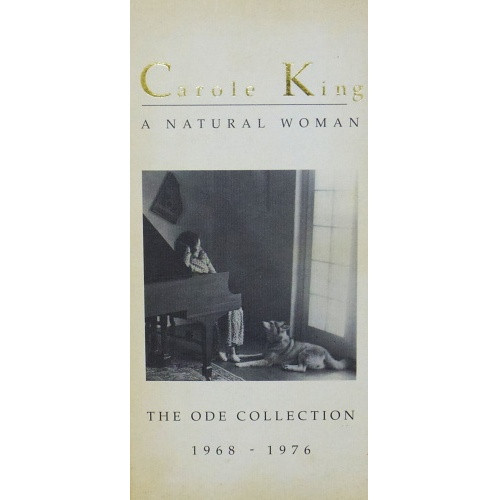 Carole King
A NATURAL WOMAN
THE ODE COLLECTION
1968 - 1976